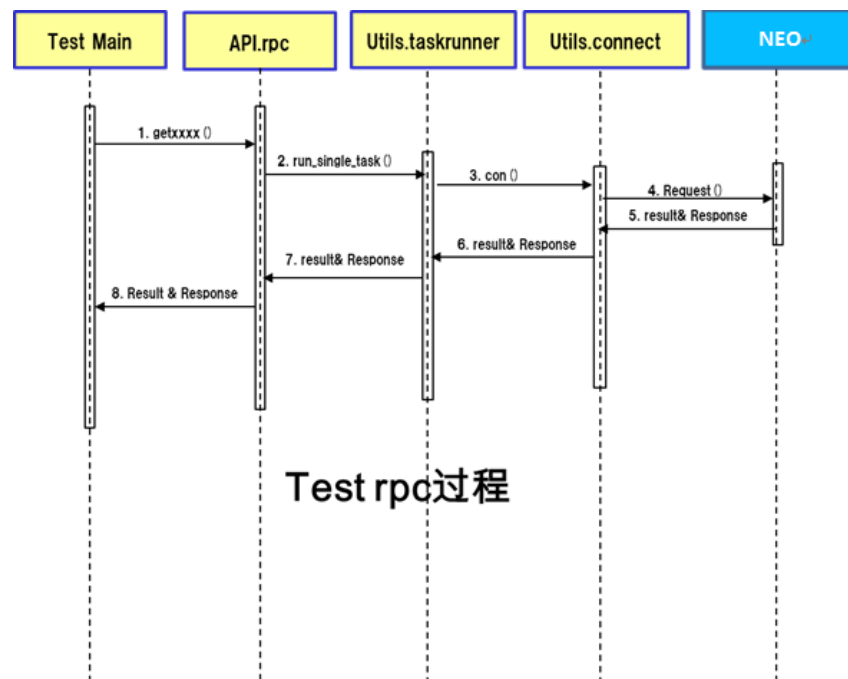 Test Main
API.rpc
Utils.taskrunner
Utils.connect
NEO↵
1. getxxxx ()
2. run_single_task ()
3. con ()
4. Request ()
5. result& Response
6. result& Response
7. result& Response
8. Result & Response
Test rpc过程